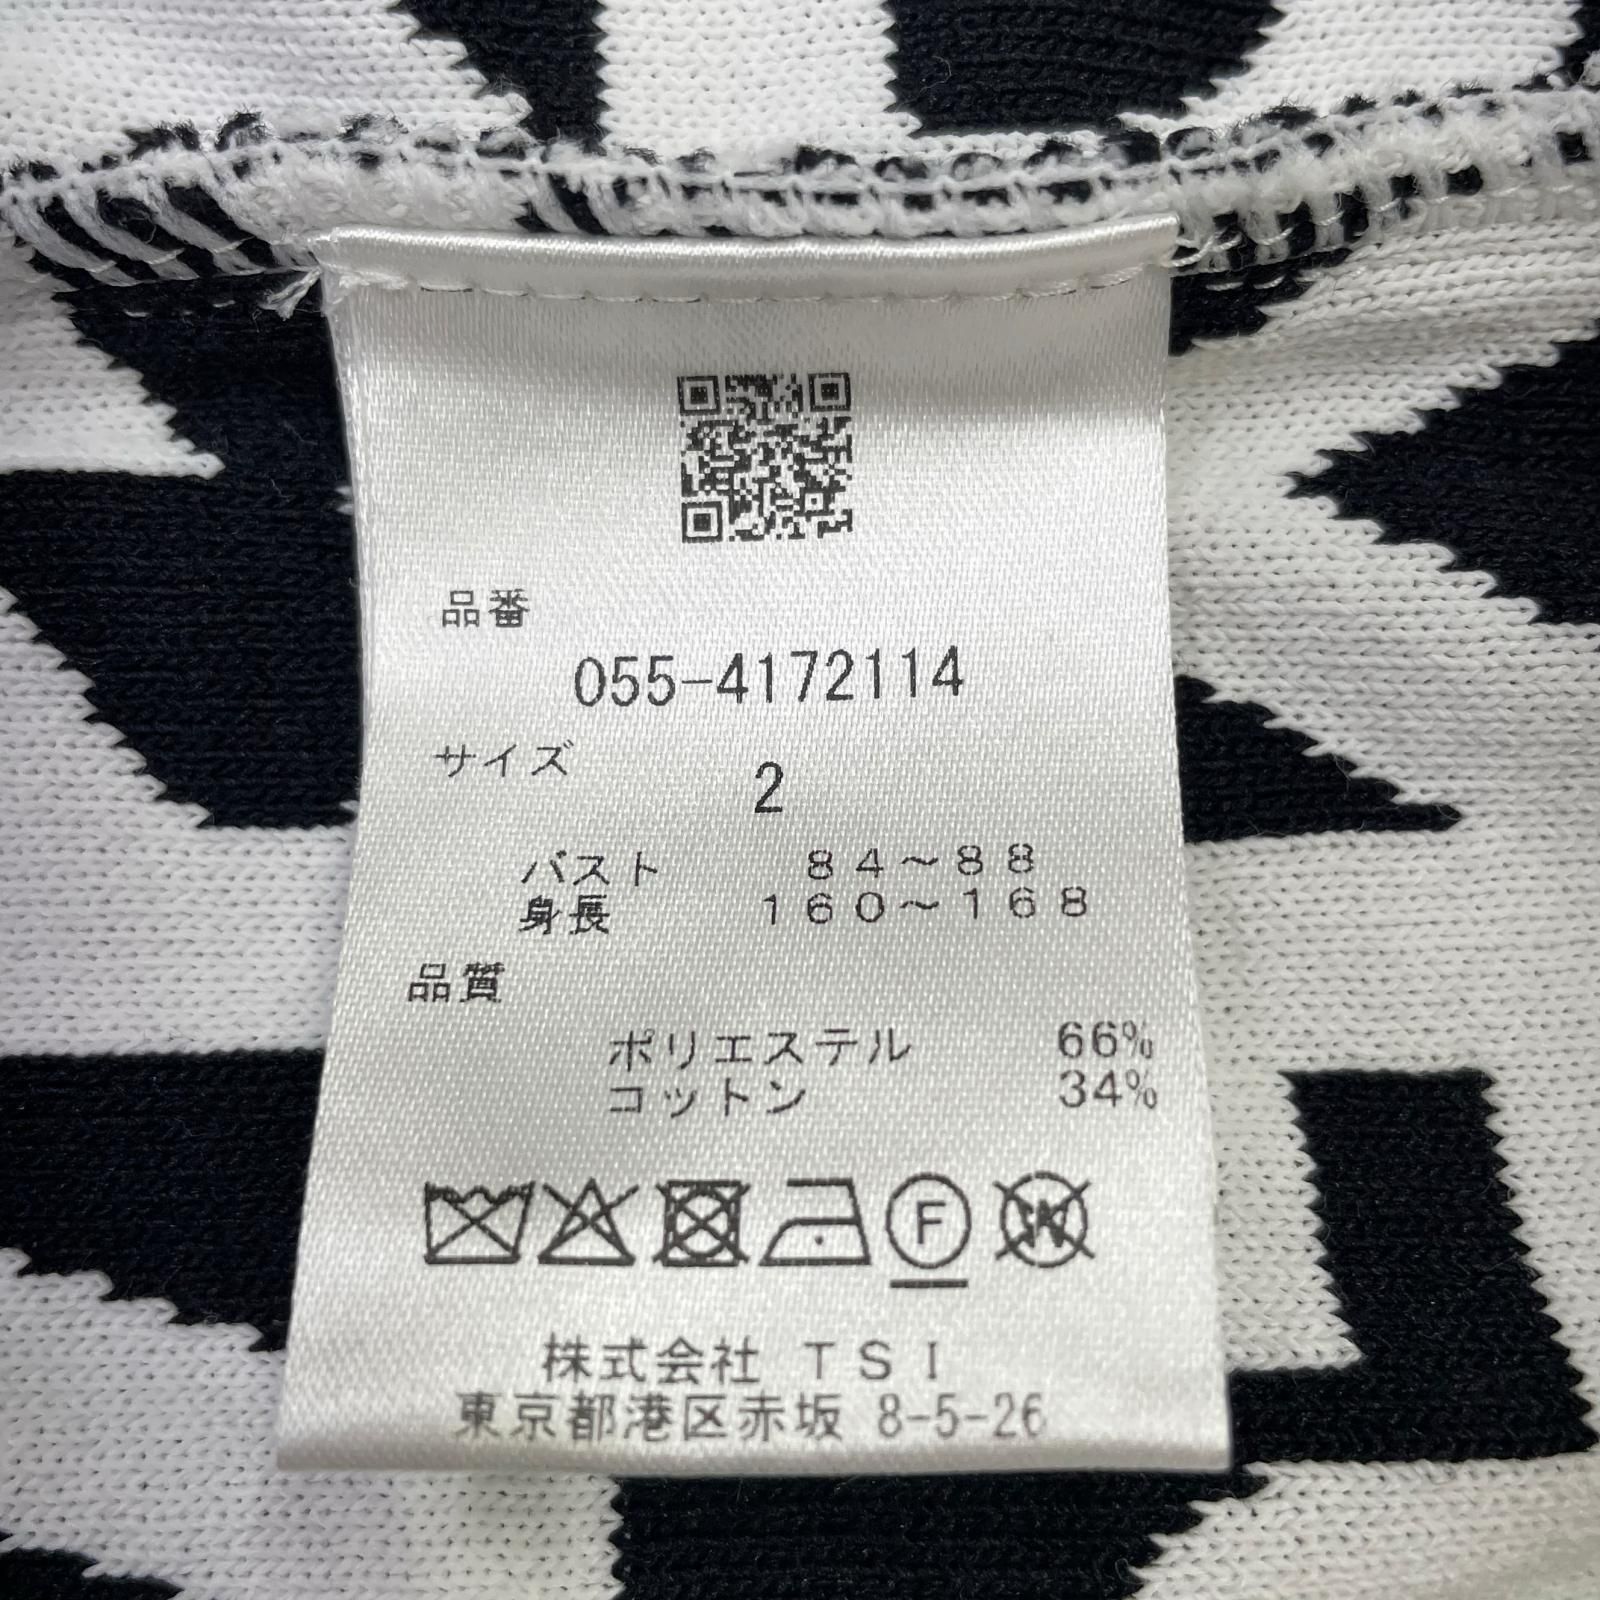 品番
055-4172114
サイズ
2
バスト 84～88
身長 160～168
品質
ポリエステル 66%
コットン 34%
F W
株式会社 TSI
東京都港区赤坂 8-5-26